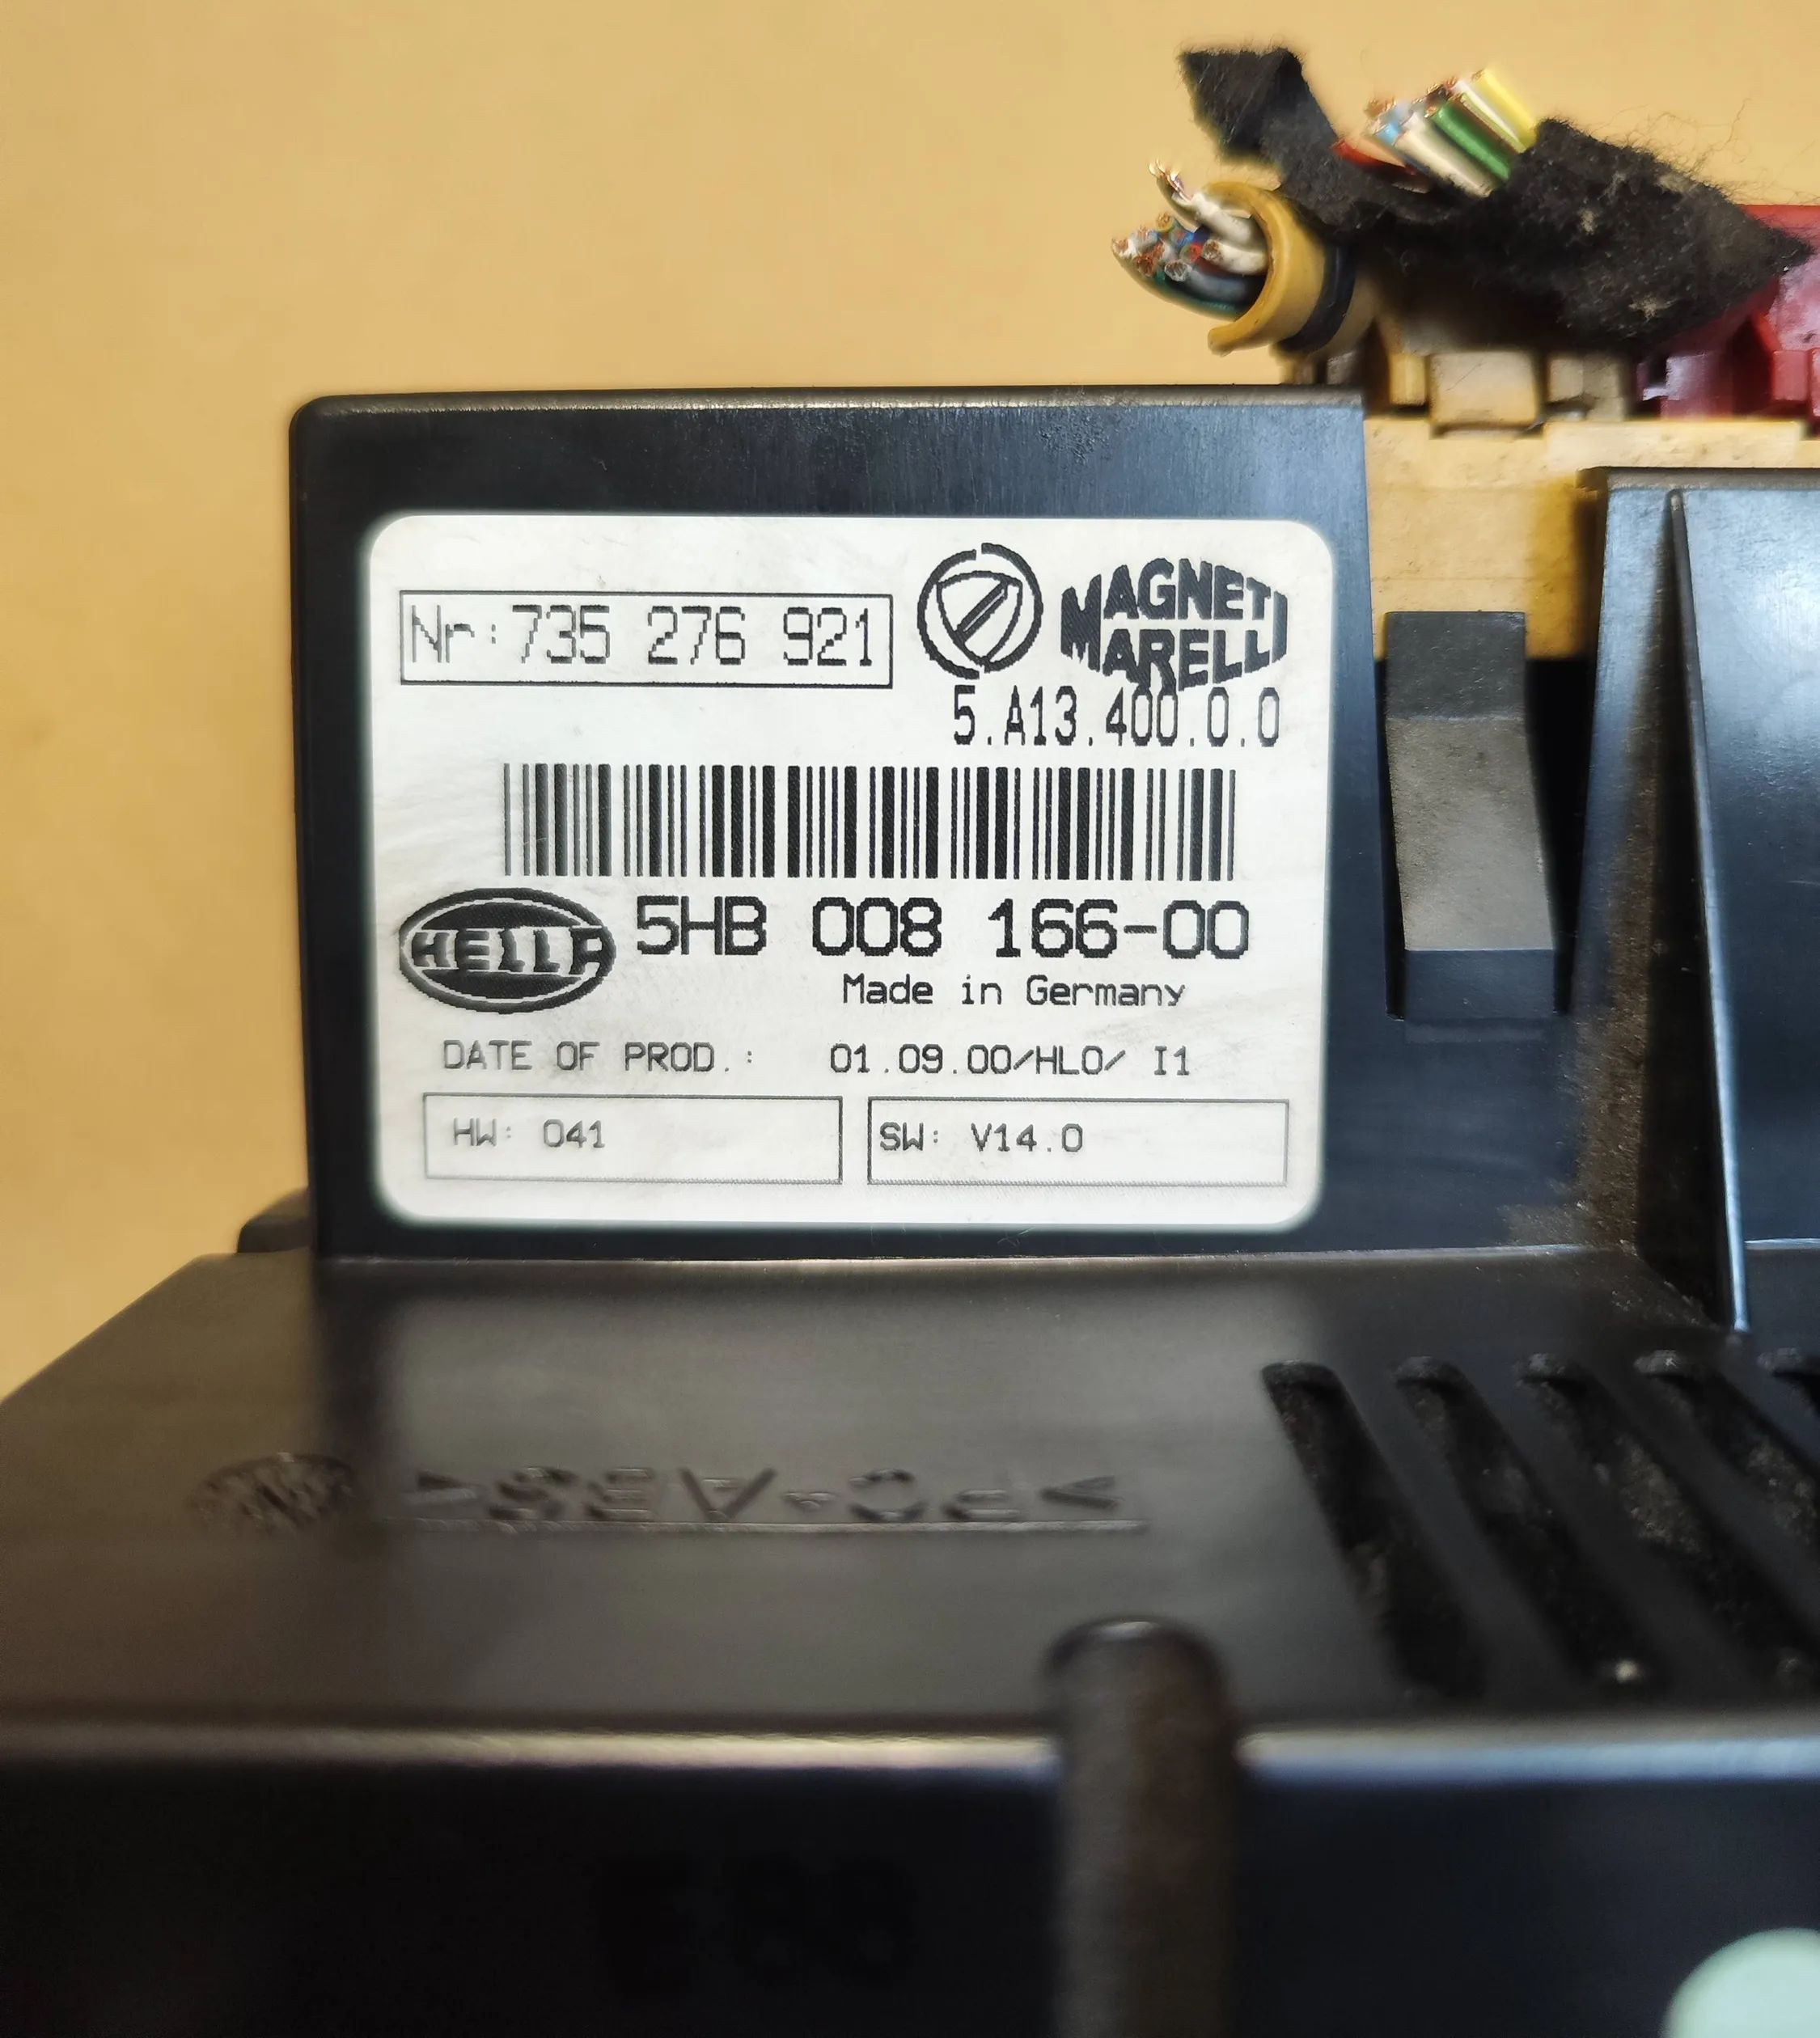 Nr: 735 276 921
MAGNETI
MARELLI
5.A13.400.0.0
HELLA
5HB 008 166-00
Made in Germany
DATE OF PROD.: 01.09.00/HL0/ I1
HW: 041
SW: V14.0
>PC+ABS<